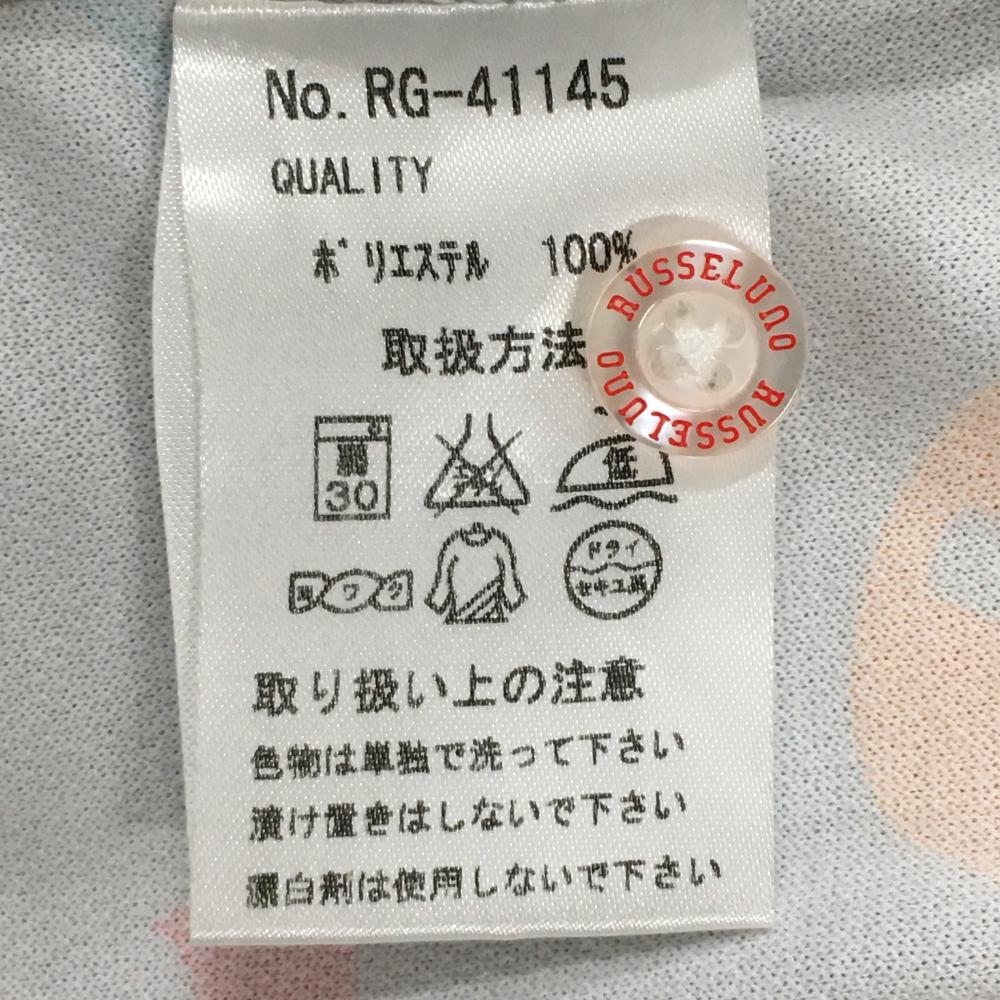 No. RG-41145
QUALITY
ポリエステル 100%
取扱方法
RUSSELUNO RUSSELUNO
弱
30
低
ヨワク
ドライ
セキユ系
取り扱い上の注意
色物は単独で洗って下さい
漬け置きはしないで下さい
漂白剤は使用しないで下さい